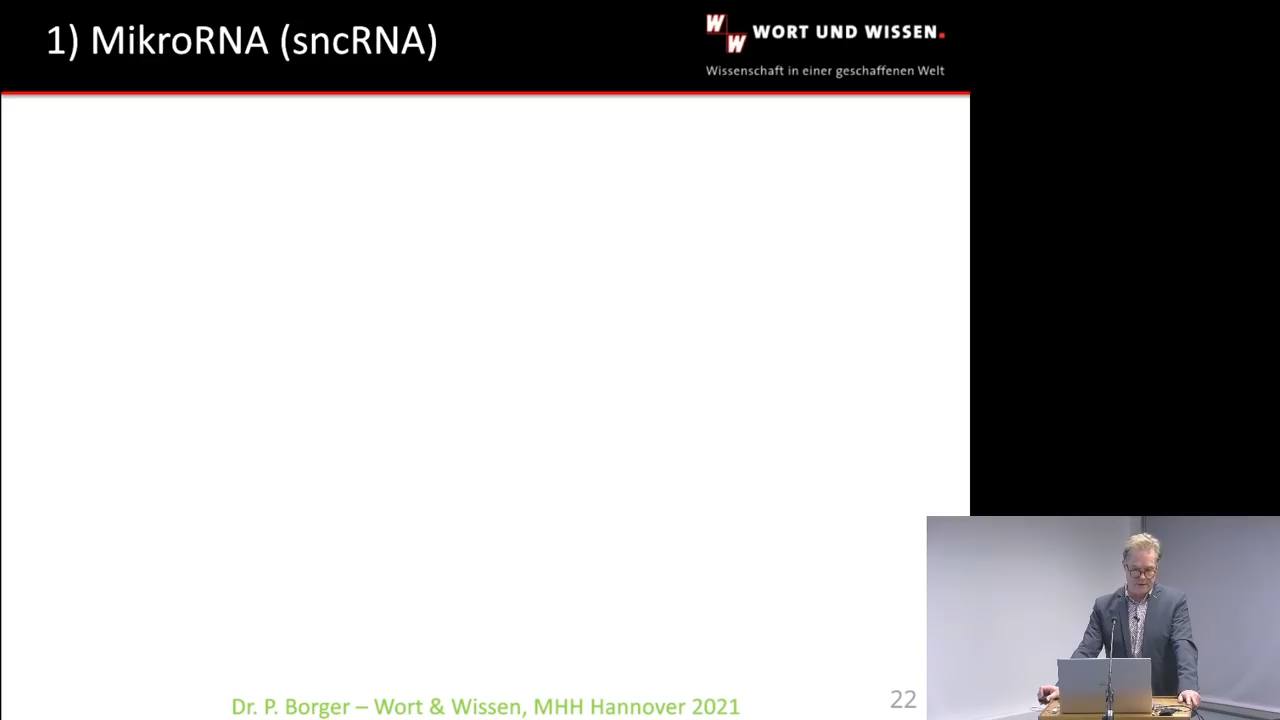 1) MikroRNA (sncRNA)
W W WORT UND WISSEN.
Wissenschaft in einer geschaffenen Welt
Dr. P. Borger – Wort & Wissen, MHH Hannover 2021
22